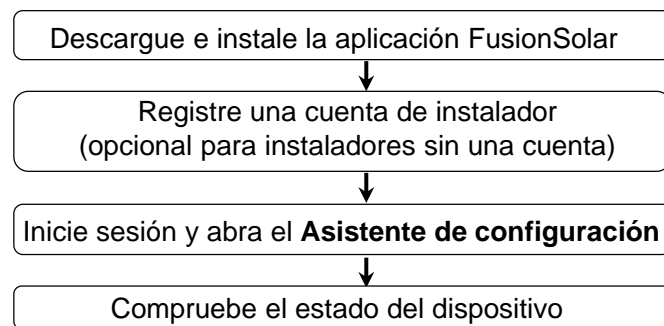 Descargue e instale la aplicación FusionSolar
Registre una cuenta de instalador
(opcional para instaladores sin una cuenta)
Inicie sesión y abra el Asistente de configuración
Compruebe el estado del dispositivo